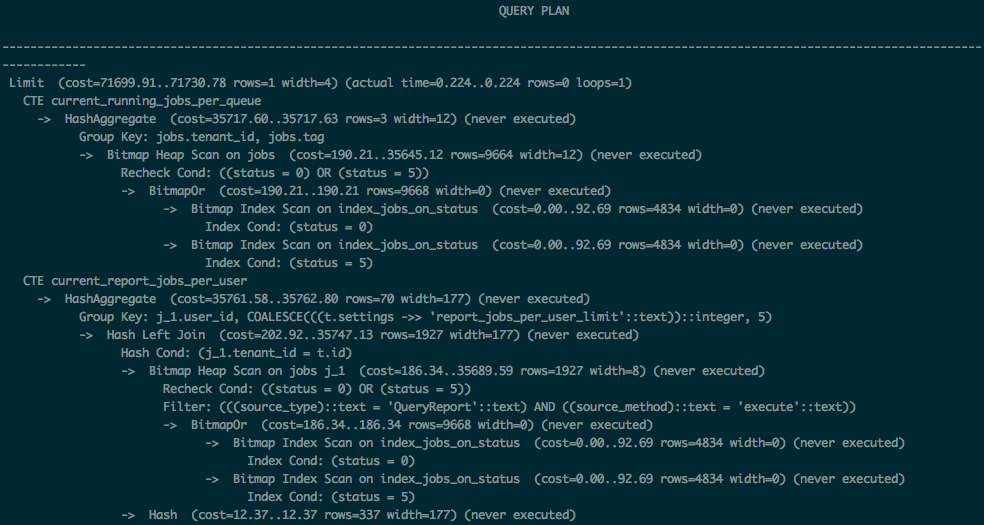 QUERY PLAN
--------------------------------------------------------------------------------------------------------------------------------------------
------------
Limit  (cost=71699.91..71730.78 rows=1 width=4) (actual time=0.224..0.224 rows=0 loops=1)
  CTE current_running_jobs_per_queue
    ->  HashAggregate  (cost=35717.60..35717.63 rows=3 width=12) (never executed)
          Group Key: jobs.tenant_id, jobs.tag
          ->  Bitmap Heap Scan on jobs  (cost=190.21..35645.12 rows=9664 width=12) (never executed)
                Recheck Cond: ((status = 0) OR (status = 5))
                ->  BitmapOr  (cost=190.21..190.21 rows=9668 width=0) (never executed)
                      ->  Bitmap Index Scan on index_jobs_on_status  (cost=0.00..92.69 rows=4834 width=0) (never executed)
                            Index Cond: (status = 0)
                      ->  Bitmap Index Scan on index_jobs_on_status  (cost=0.00..92.69 rows=4834 width=0) (never executed)
                            Index Cond: (status = 5)
  CTE current_report_jobs_per_user
    ->  HashAggregate  (cost=35761.58..35762.80 rows=70 width=177) (never executed)
          Group Key: j_1.user_id, COALESCE(((t.settings ->> 'report_jobs_per_user_limit'::text))::integer, 5)
          ->  Hash Left Join  (cost=202.92..35747.13 rows=1927 width=177) (never executed)
                Hash Cond: (j_1.tenant_id = t.id)
                ->  Bitmap Heap Scan on jobs j_1  (cost=186.34..35689.59 rows=1927 width=8) (never executed)
                      Recheck Cond: ((status = 0) OR (status = 5))
                      Filter: (((source_type)::text = 'QueryReport'::text) AND ((source_method)::text = 'execute'::text))
                      ->  BitmapOr  (cost=186.34..186.34 rows=9668 width=0) (never executed)
                            ->  Bitmap Index Scan on index_jobs_on_status  (cost=0.00..92.69 rows=4834 width=0) (never executed)
                                  Index Cond: (status = 0)
                            ->  Bitmap Index Scan on index_jobs_on_status  (cost=0.00..92.69 rows=4834 width=0) (never executed)
                                  Index Cond: (status = 5)
                ->  Hash  (cost=12.37..12.37 rows=337 width=177) (never executed)